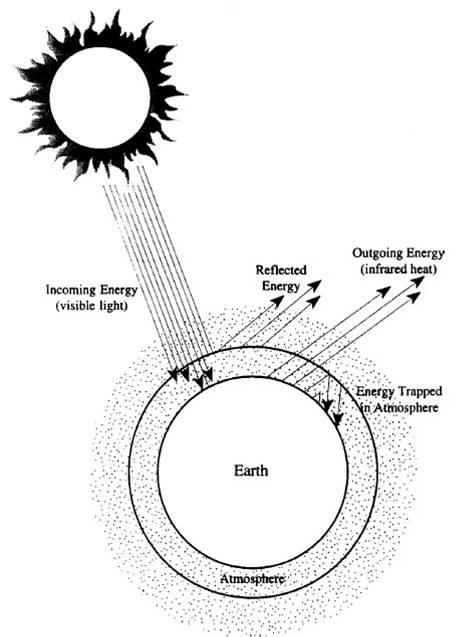 Outgoing Energy
(infrared heat)
Reflected
Energy
Incoming Energy
(visible light)
Energy Trapped
in Atmosphere
Earth
Atmosphere